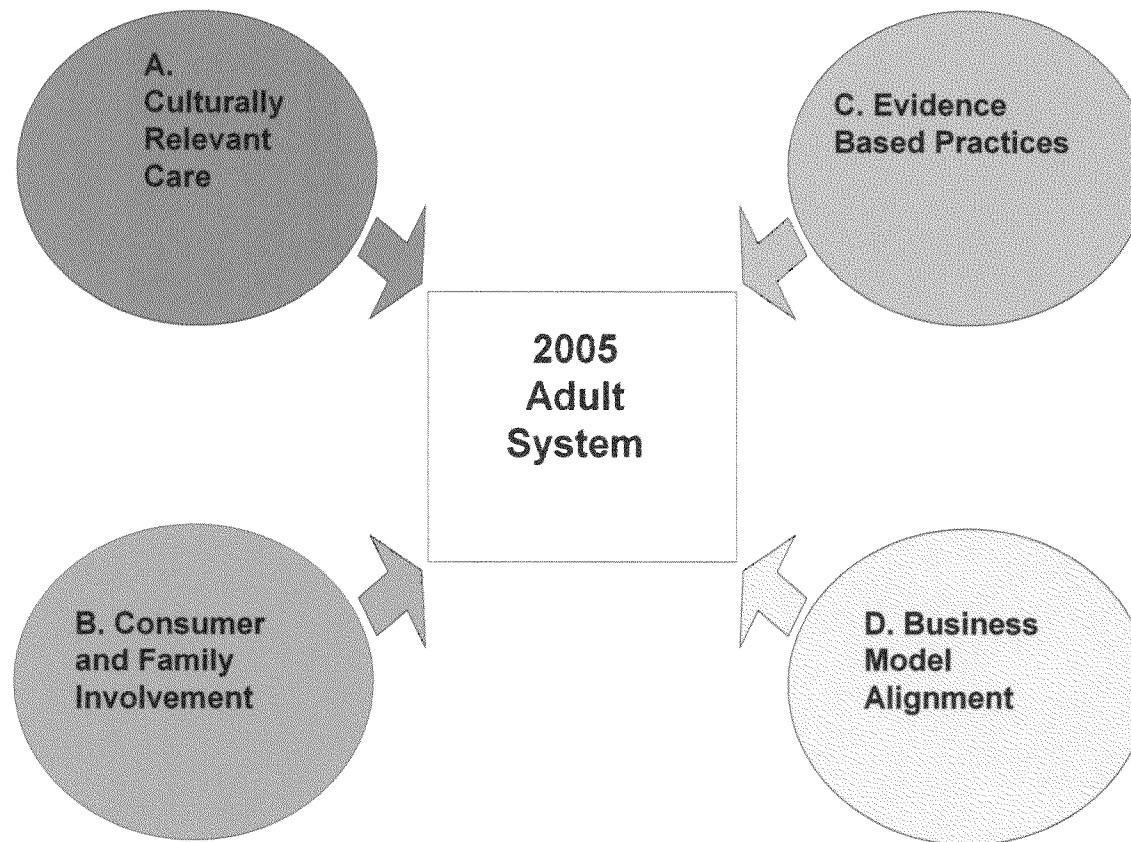 A.
Culturally
Relevant
Care
C. Evidence
Based Practices
2005
Adult
System
B. Consumer
and Family
Involvement
D. Business
Model
Alignment